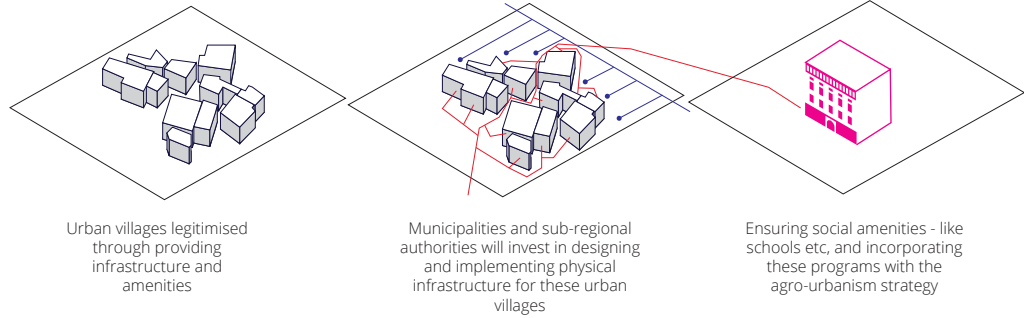 Urban villages legitimised
through providing
infrastructure and
amenities
Municipalities and sub-regional
authorities will invest in designing
and implementing physical
infrastructure for these urban
villages
Ensuring social amenities - like
schools etc, and incorporating
these programs with the
agro-urbanism strategy